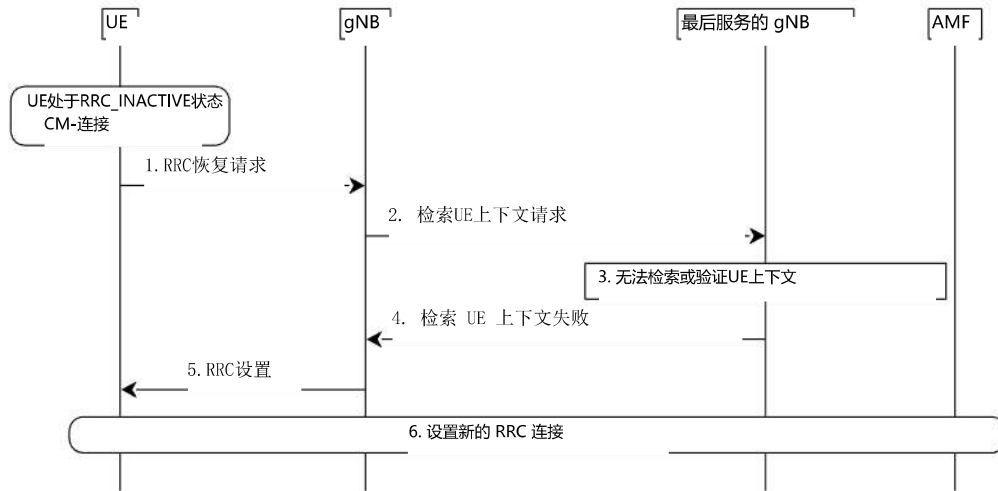 UE
gNB
最后服务的 gNB
AMF
UE处于RRC_INACTIVE状态
CM-连接
1.RRC恢复请求
2. 检索UE上下文请求
3. 无法检索或验证UE上下文
4. 检索 UE 上下文失败
5.RRC设置
6. 设置新的 RRC 连接